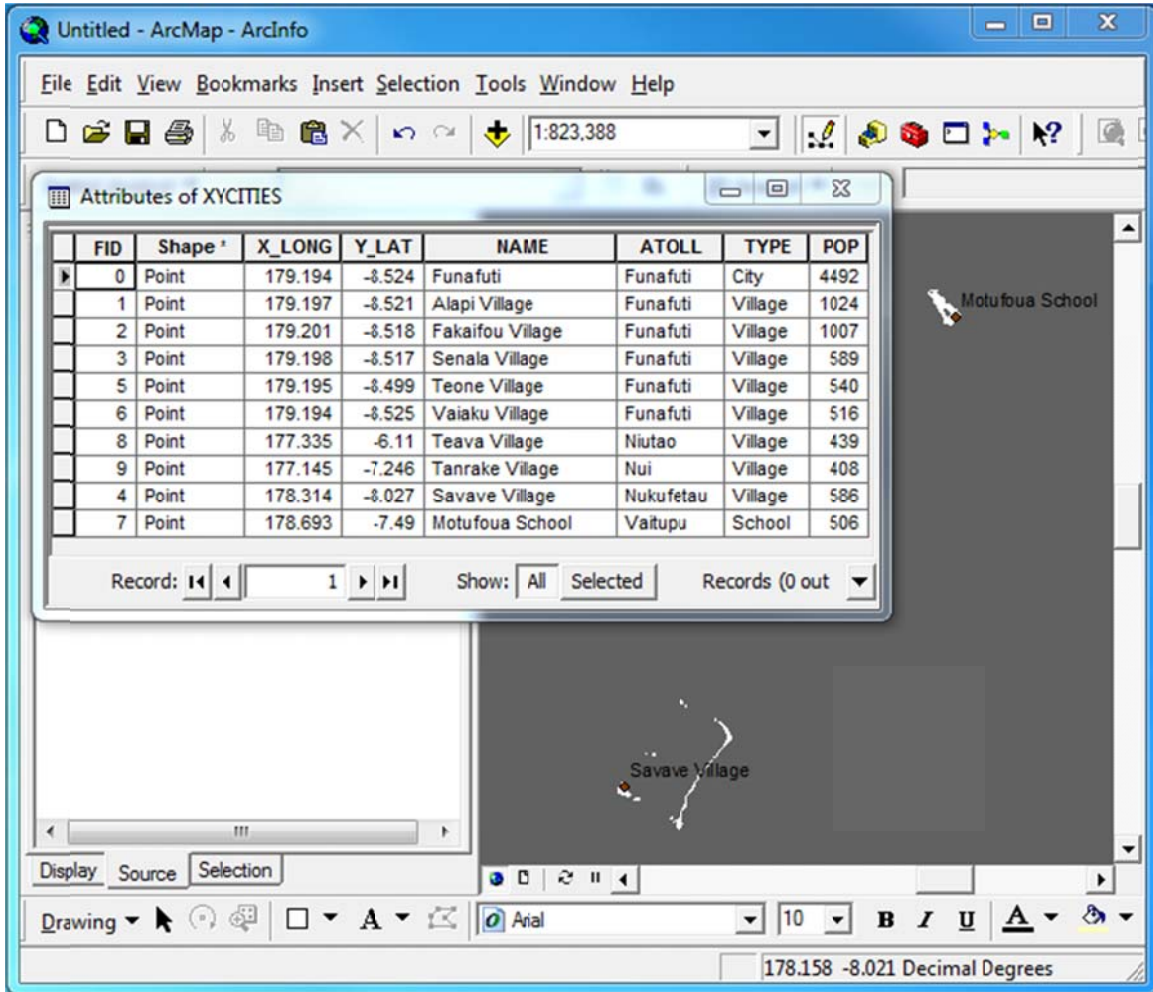 Untitled - ArcMap - ArcInfo
File Edit View Bookmarks Insert Selection Tools Window Help
1:823,388
Attributes of XYCITIES
FID Shape * X_LONG Y_LAT NAME ATOLL TYPE POP
0 Point 179.194 -8.524 Funafuti Funafuti City 4492
1 Point 179.197 -8.521 Alapi Village Funafuti Village 1024
2 Point 179.201 -8.518 Fakaifou Village Funafuti Village 1007
3 Point 179.198 -8.517 Senala Village Funafuti Village 589
5 Point 179.195 -8.499 Teone Village Funafuti Village 540
6 Point 179.194 -8.525 Vaiaku Village Funafuti Village 516
8 Point 177.335 -6.11 Teava Village Niutao Village 439
9 Point 177.145 -7.246 Tanrake Village Nui Village 408
4 Point 178.314 -8.027 Savave Village Nukufetau Village 586
7 Point 178.693 -7.49 Motufoua School Vaitupu School 506
Record: 1 Show: All Selected Records (0 out
Motufoua School
Savave Village
Display Source Selection
Drawing A Arial 10 B I U A
178.158 -8.021 Decimal Degrees